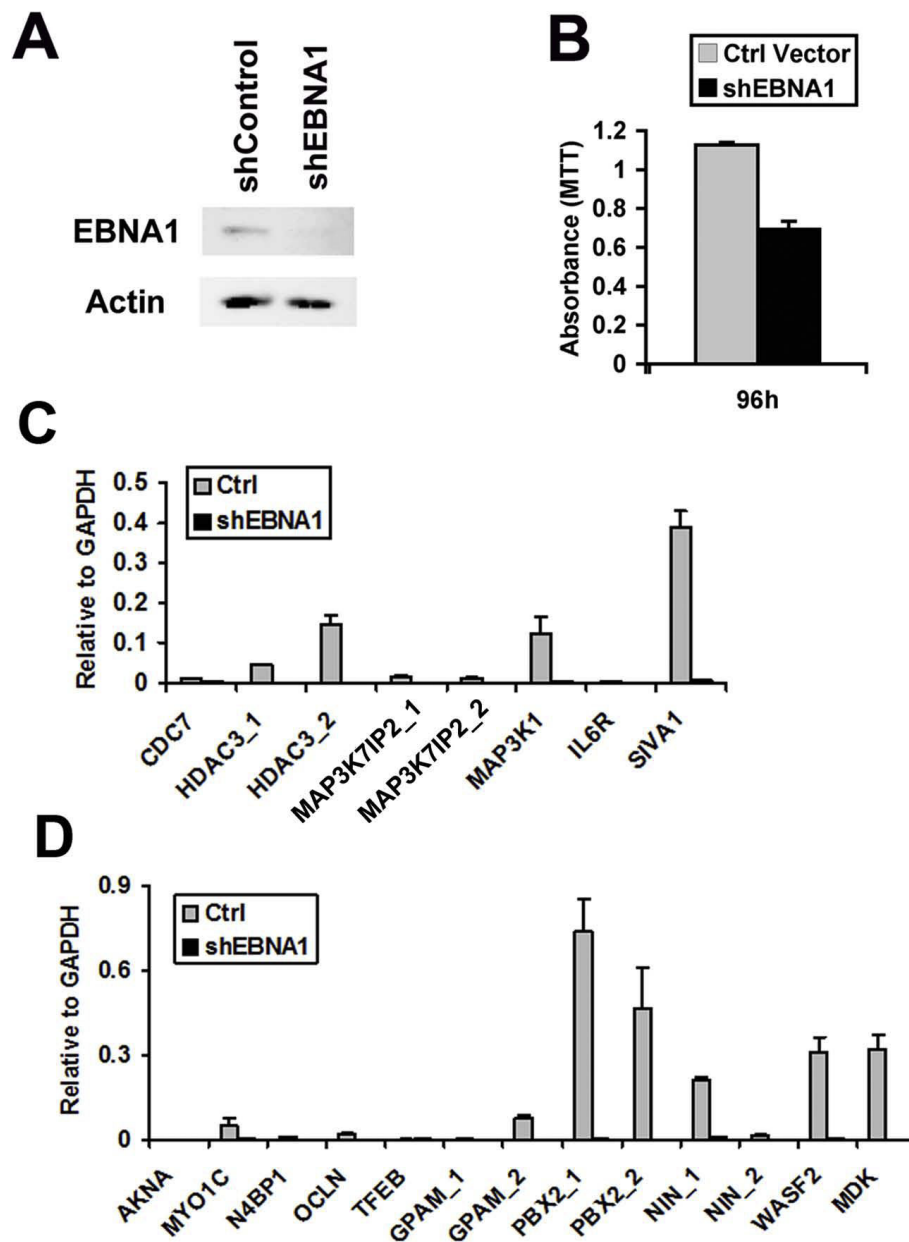 A
shControl
shEBNA1
EBNA1
Actin
B
Ctrl Vector
shEBNA1
Absorbance (MTT)
1.2
1
0.8
0.6
0.4
0.2
0
96h
C
Ctrl
shEBNA1
Relative to GAPDH
0.5
0.4
0.3
0.2
0.1
0
CDC7
HDAC3_1
HDAC3_2
MAP3K7IP2_1
MAP3K7IP2_2
MAP3K1
IL6R
SIVA1
D
Ctrl
shEBNA1
Relative to GAPDH
0.9
0.6
0.3
0
AKNA
MYO1C
N4BP1
OCLN
TFEB
GPAM_1
GPAM_2
PBX2_1
PBX2_2
NIN_1
NIN_2
WASF2
MDK